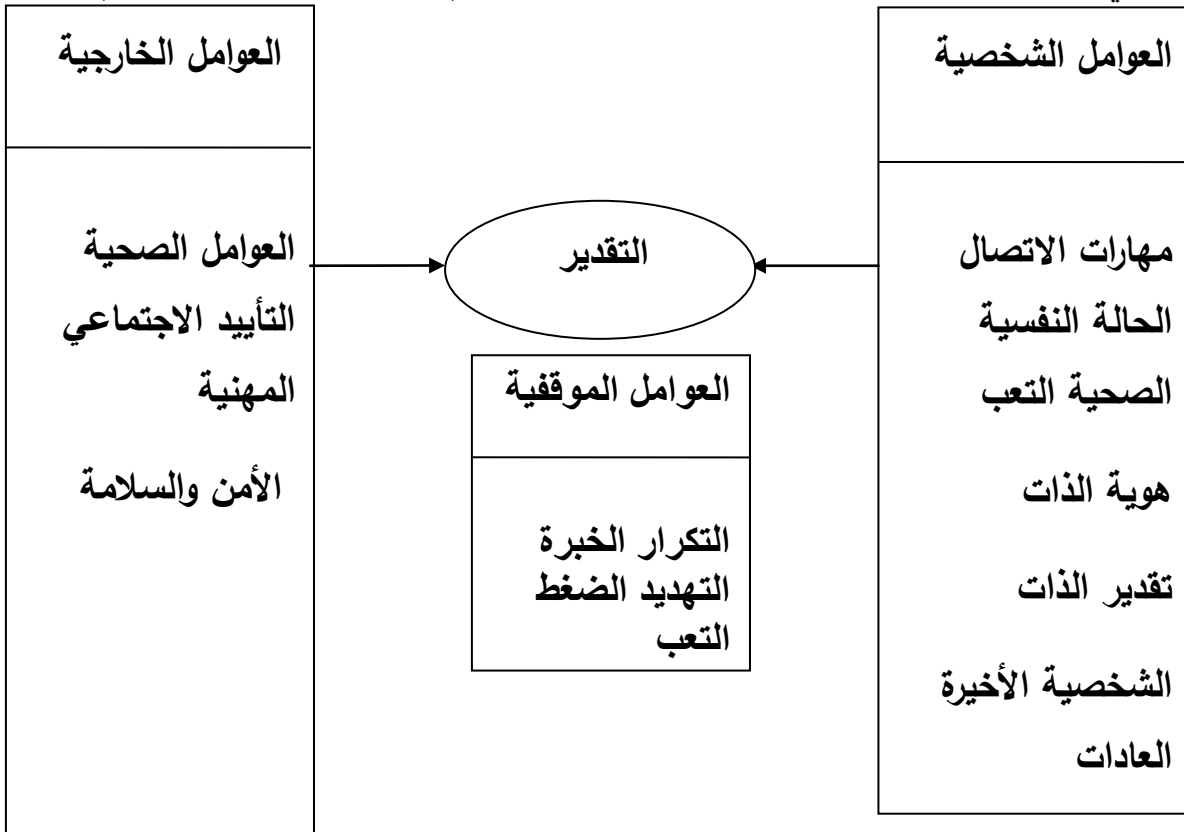 العوامل الشخصية
مهارات الاتصال
الحالة النفسية
الصحية التعب
هوية الذات
تقدير الذات
الشخصية الأخيرة
العادات
التقدير
العوامل الموقفية
التكرار الخبرة
التهديد الضغط
التعب
العوامل الخارجية
العوامل الصحية
التأييد الاجتماعي
المهنية
الأمن والسلامة